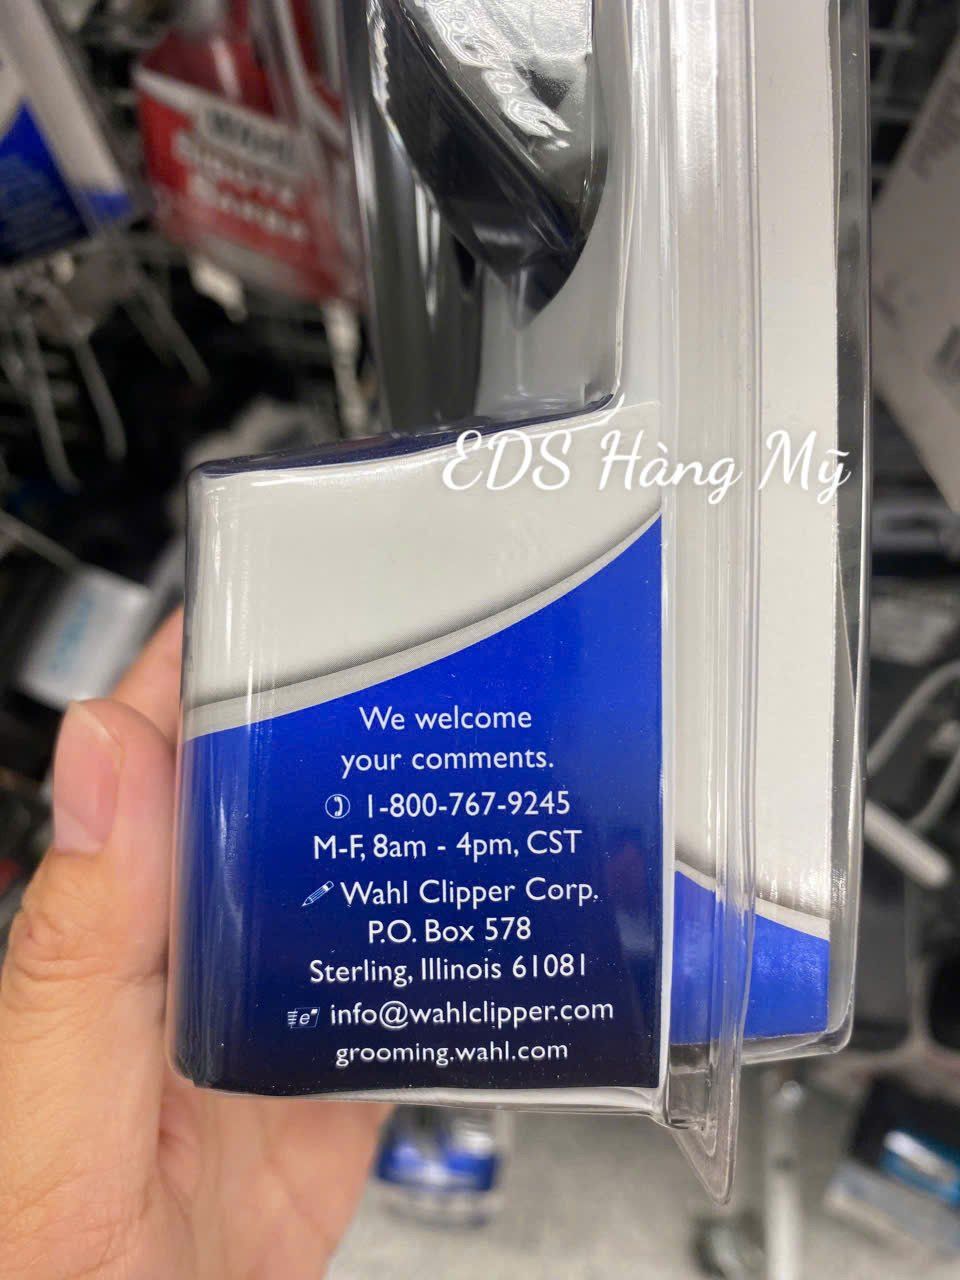 EDS Hàng Mỹ
We welcome
your comments.
1-800-767-9245
M-F, 8am - 4pm, CST
Wahl Clipper Corp.
P.O. Box 578
Sterling, Illinois 61081
info@wahlclipper.com
grooming.wahl.com